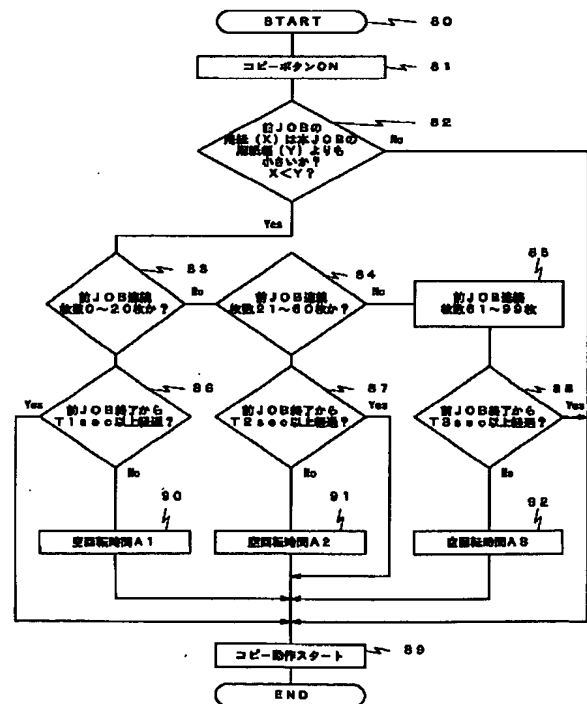 START
80
コピーボタンON
81
82
前JOBの
用紙幅(X)は本JOBの
用紙幅(Y)よりも
小さいか?
X<Y?
No
Yes
83
前JOB連続
枚数0~20枚か?
No
84
前JOB連続
枚数21~60枚か?
No
85
前JOB連続
枚数61~99枚
86
Yes
前JOB終了から
T1sec以上経過?
No
87
前JOB終了から
T2sec以上経過?
Yes
No
88
前JOB終了から
T3sec以上経過?
Yes
No
90
空回転時間A1
91
空回転時間A2
92
空回転時間A3
コピー動作スタート
89
END